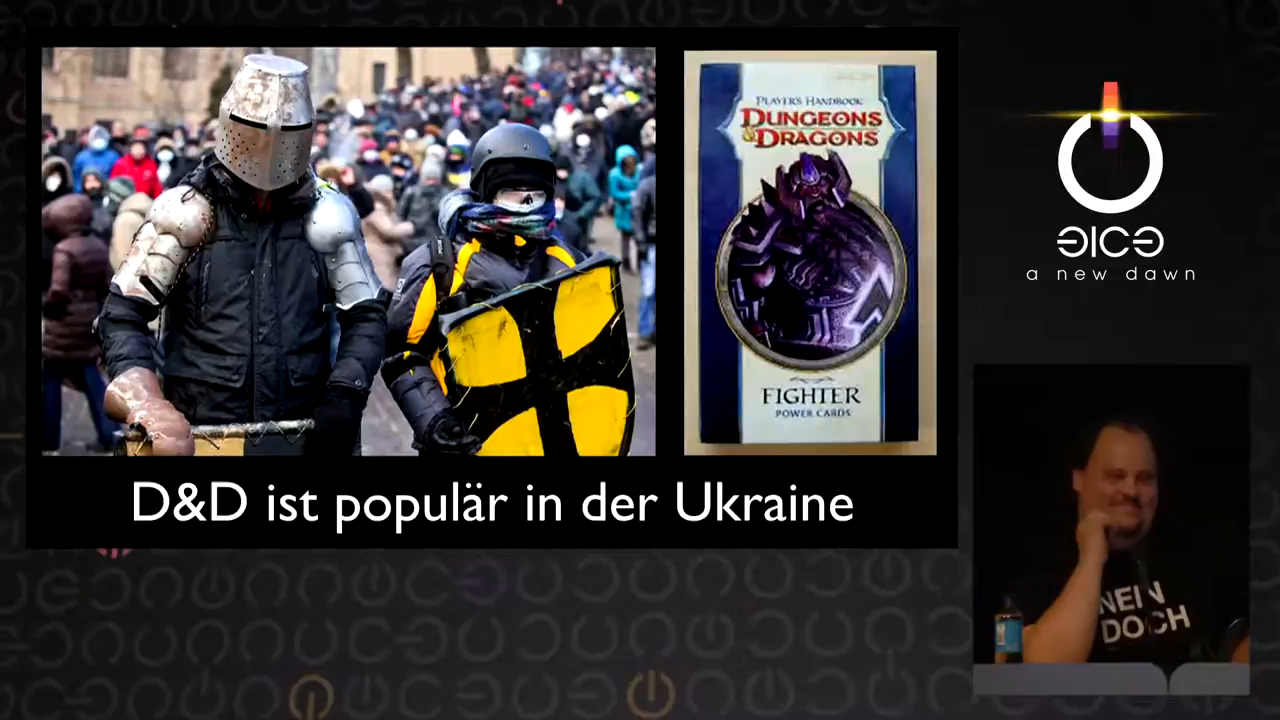 PLAYER'S HANDBOOK
DUNGEONS
& DRAGONS
FIGHTER
POWER CARDS
D&D ist populär in der Ukraine
a new dawn
NEIN
DOCH